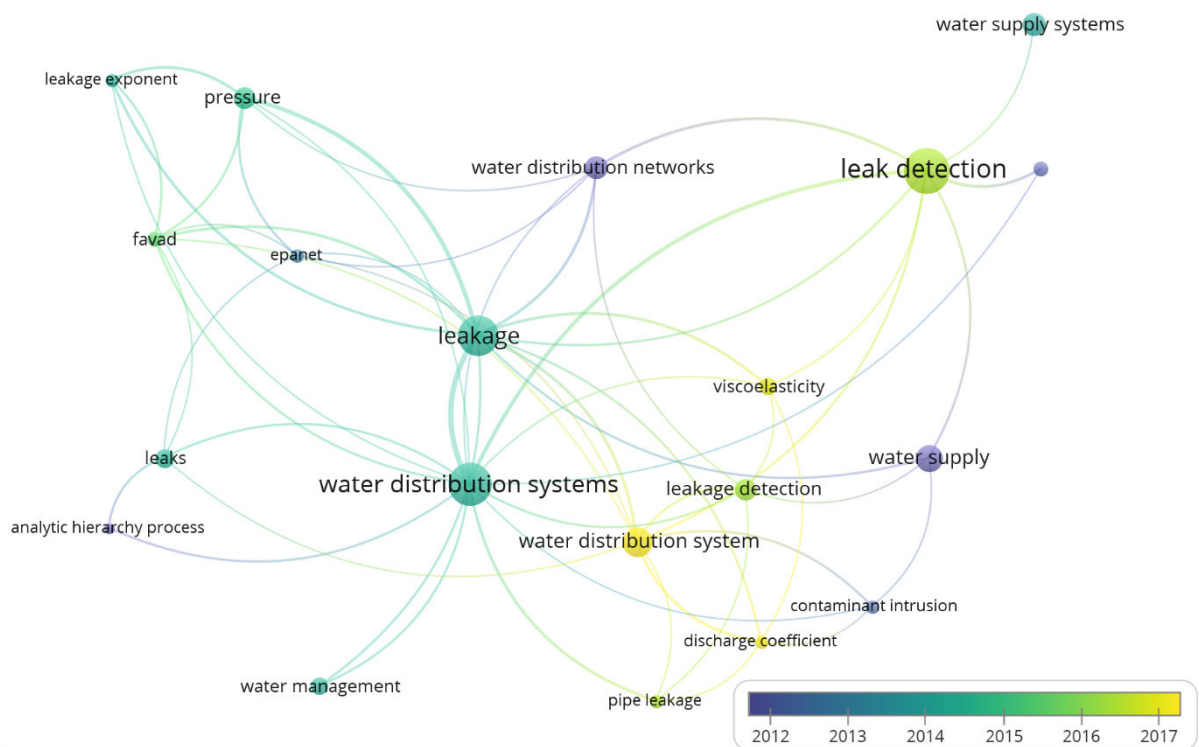 water supply systems
leakage exponent
pressure
water distribution networks
leak detection
favad
epanet
leakage
viscoelasticity
leaks
water supply
water distribution systems
leakage detection
analytic hierarchy process
water distribution system
contaminant intrusion
discharge coefficient
water management
pipe leakage
2012 2013 2014 2015 2016 2017